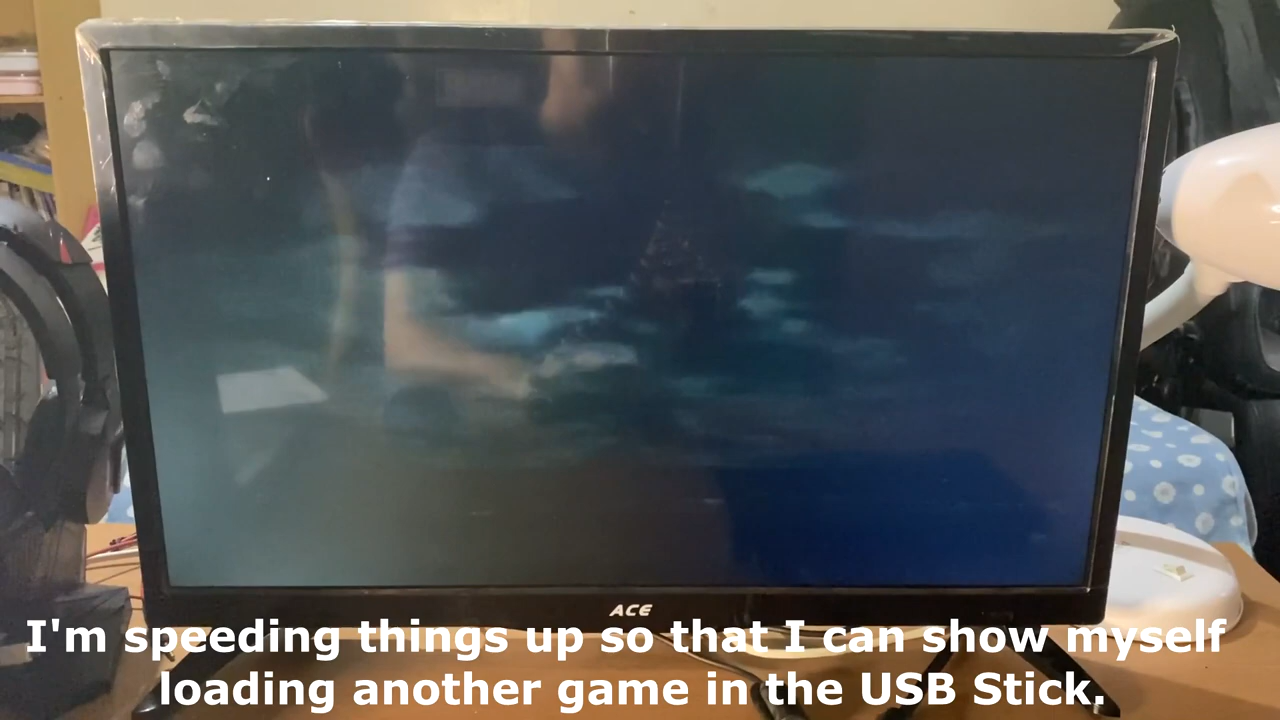 ACE
I'm speeding things up so that I can show myself
loading another game in the USB Stick.